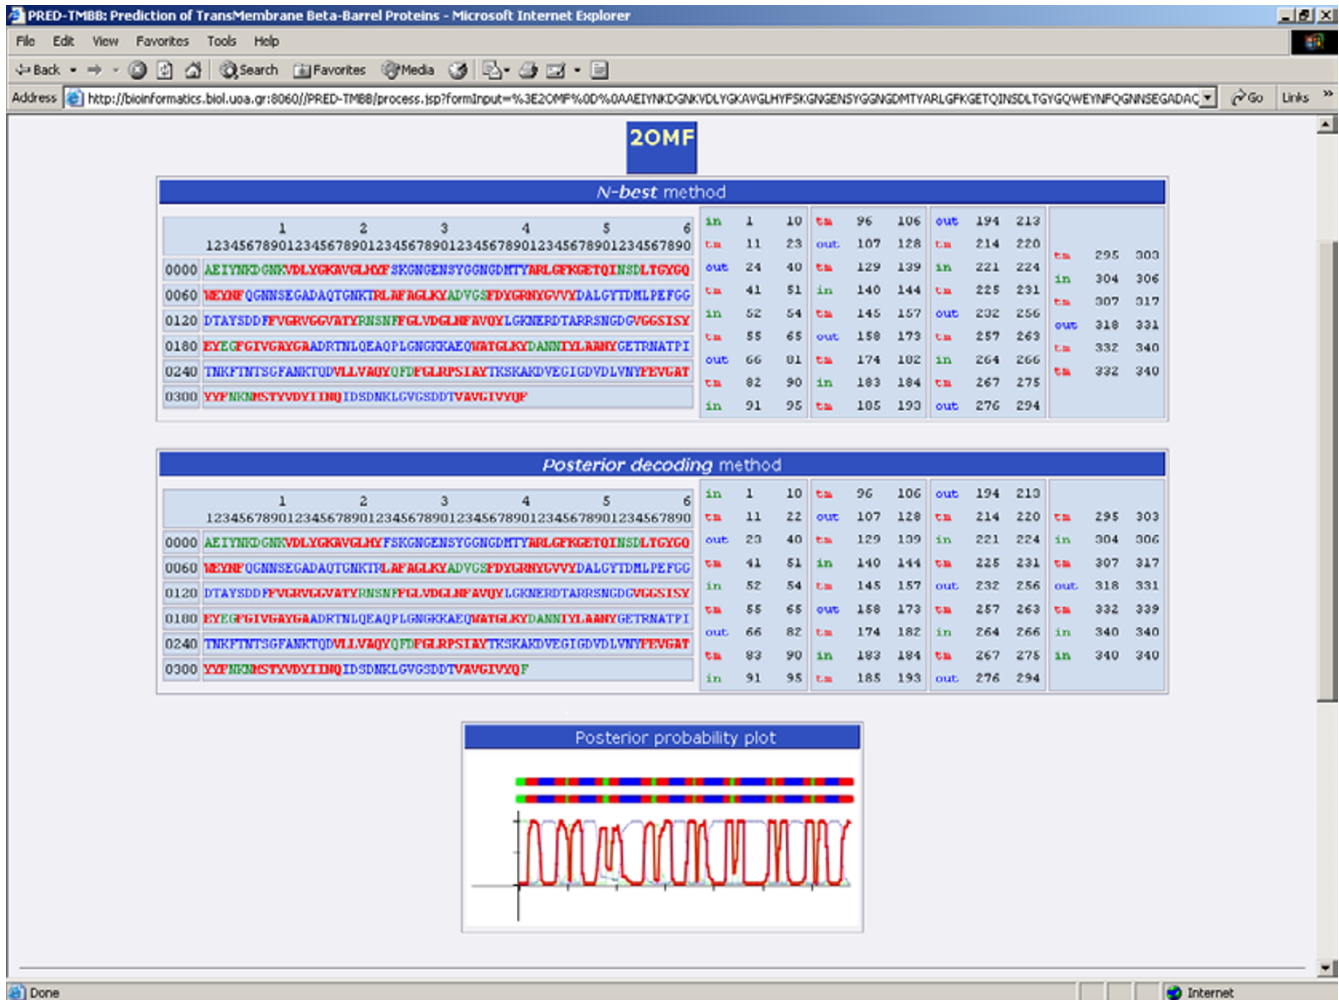 PRED-TMBB: Prediction of TransMembrane Beta-Barrel Proteins - Microsoft Internet Explorer
File Edit View Favorites Tools Help
Back Search Favorites Media
Address http://bioinformatics.biol.uoa.gr:8060//PRED-TMBB/process.jsp?formInput=%3E2OMF%0D%0AAEIYNKDGNKVDLYGKAVGLHYFSKGNGENSYGGNGDMTYARLGFKGETQINSDLTGYGQWEYNFQGNNSEGADAQ Go Links »
2OMF
N-best method
1 2 3 4 5 6
123456789012345678901234567890123456789012345678901234567890
0000 AEIYNKDGNKVDLYGKAVGLHYFSKGNGENSYGGNGDMTYARLGFKGETQINSDLTGYGQ
0060 WEYNFQGNNSEGADAQTGNKTRLAFAGLKYADVGSFDYGRNYGVVYDALGYTDMLPEFGG
0120 DTAYSDDFFVGRVGGVATYRNSNFFGLVDGLNFAVQYLGKNERDTARRSNGDGVGGSISY
0180 EYEGFGIVGAYGAADRTNLQEAQPLGNGKKAEQWATGLKYDANNIYLAANYGETRNATPI
0240 TNKFTNTSGFANKTQDVLLVAQYQFDFGLRPSIAYTKSKAKDVEGIGDVDLVNYFEVGAT
0300 YYFNKNMSTYVDYIINQIDSDNKLGVGSDDTVAVGIVYQF
in 1 10
tm 11 23
out 24 40
tm 41 51
in 52 54
tm 55 65
out 66 81
tm 82 90
in 91 95
tm 96 106
out 107 128
tm 129 139
in 140 144
tm 145 157
out 158 173
tm 174 182
in 183 184
tm 185 193
out 194 213
tm 214 220
in 221 224
tm 225 231
out 232 256
tm 257 263
in 264 266
tm 267 275
out 276 294
tm 295 303
in 304 306
tm 307 317
out 318 331
tm 332 340
tm 332 340
Posterior decoding method
1 2 3 4 5 6
123456789012345678901234567890123456789012345678901234567890
0000 AEIYNKDGNKVDLYGKAVGLHYFSKGNGENSYGGNGDMTYARLGFKGETQINSDLTGYGQ
0060 WEYNFQGNNSEGADAQTGNKTRLAFAGLKYADVGSFDYGRNYGVVYDALGYTDMLPEFGG
0120 DTAYSDDFFVGRVGGVATYRNSNFFGLVDGLNFAVQYLGKNERDTARRSNGDGVGGSISY
0180 EYEGFGIVGAYGAADRTNLQEAQPLGNGKKAEQWATGLKYDANNIYLAANYGETRNATPI
0240 TNKFTNTSGFANKTQDVLLVAQYQFDFGLRPSIAYTKSKAKDVEGIGDVDLVNYFEVGAT
0300 YYFNKNMSTYVDYIINQIDSDNKLGVGSDDTVAVGIVYQF
in 1 10
tm 11 22
out 23 40
tm 41 51
in 52 54
tm 55 65
out 66 82
tm 83 90
in 91 95
tm 96 106
out 107 128
tm 129 139
in 140 144
tm 145 157
out 158 173
tm 174 182
in 183 184
tm 185 193
out 194 213
tm 214 220
in 221 224
tm 225 231
out 232 256
tm 257 263
in 264 266
tm 267 275
out 276 294
tm 295 303
in 304 306
tm 307 317
out 318 331
tm 332 339
in 340 340
in 340 340
Posterior probability plot
Done Internet